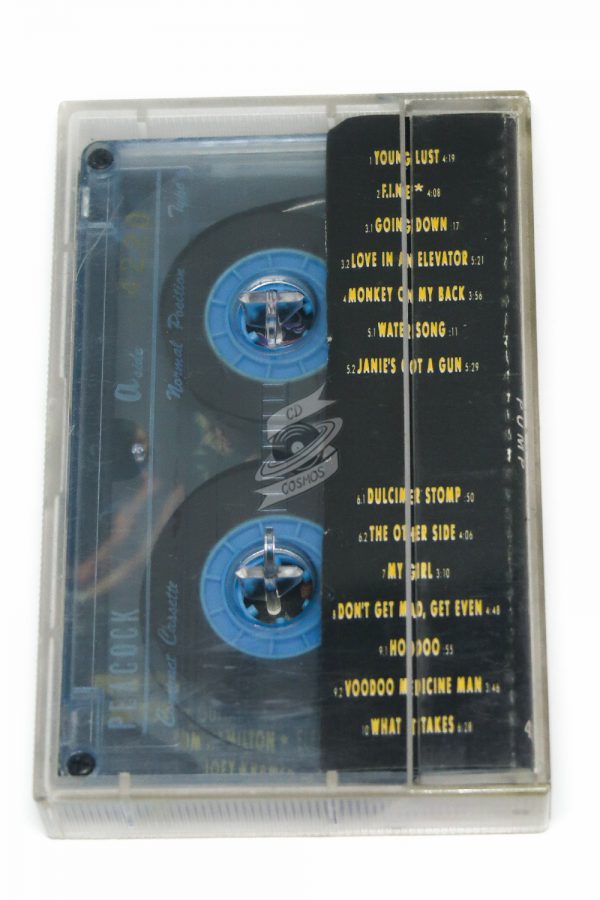 1 YOUNG LUST 4:19
2 F.I.N.E* 4:08
3.1 GOING DOWN :17
3.2 LOVE IN AN ELEVATOR 5:21
4 MONKEY ON MY BACK 3:56
5.1 WATER SONG :11
5.2 JANIE'S GOT A GUN 5:29
6.1 DULCIMER STOMP :50
6.2 THE OTHER SIDE 4:06
7 MY GIRL 3:10
8 DON'T GET MAD, GET EVEN 4:48
9.1 HOODOO :55
9.2 VOODOO MEDICINE MAN 3:46
10 WHAT IT TAKES 6:28
PUMP
a side
Normal Position Type
PEACOCK
Compact Cassette
HAMILTON *
JOEY
CD
COSMOS